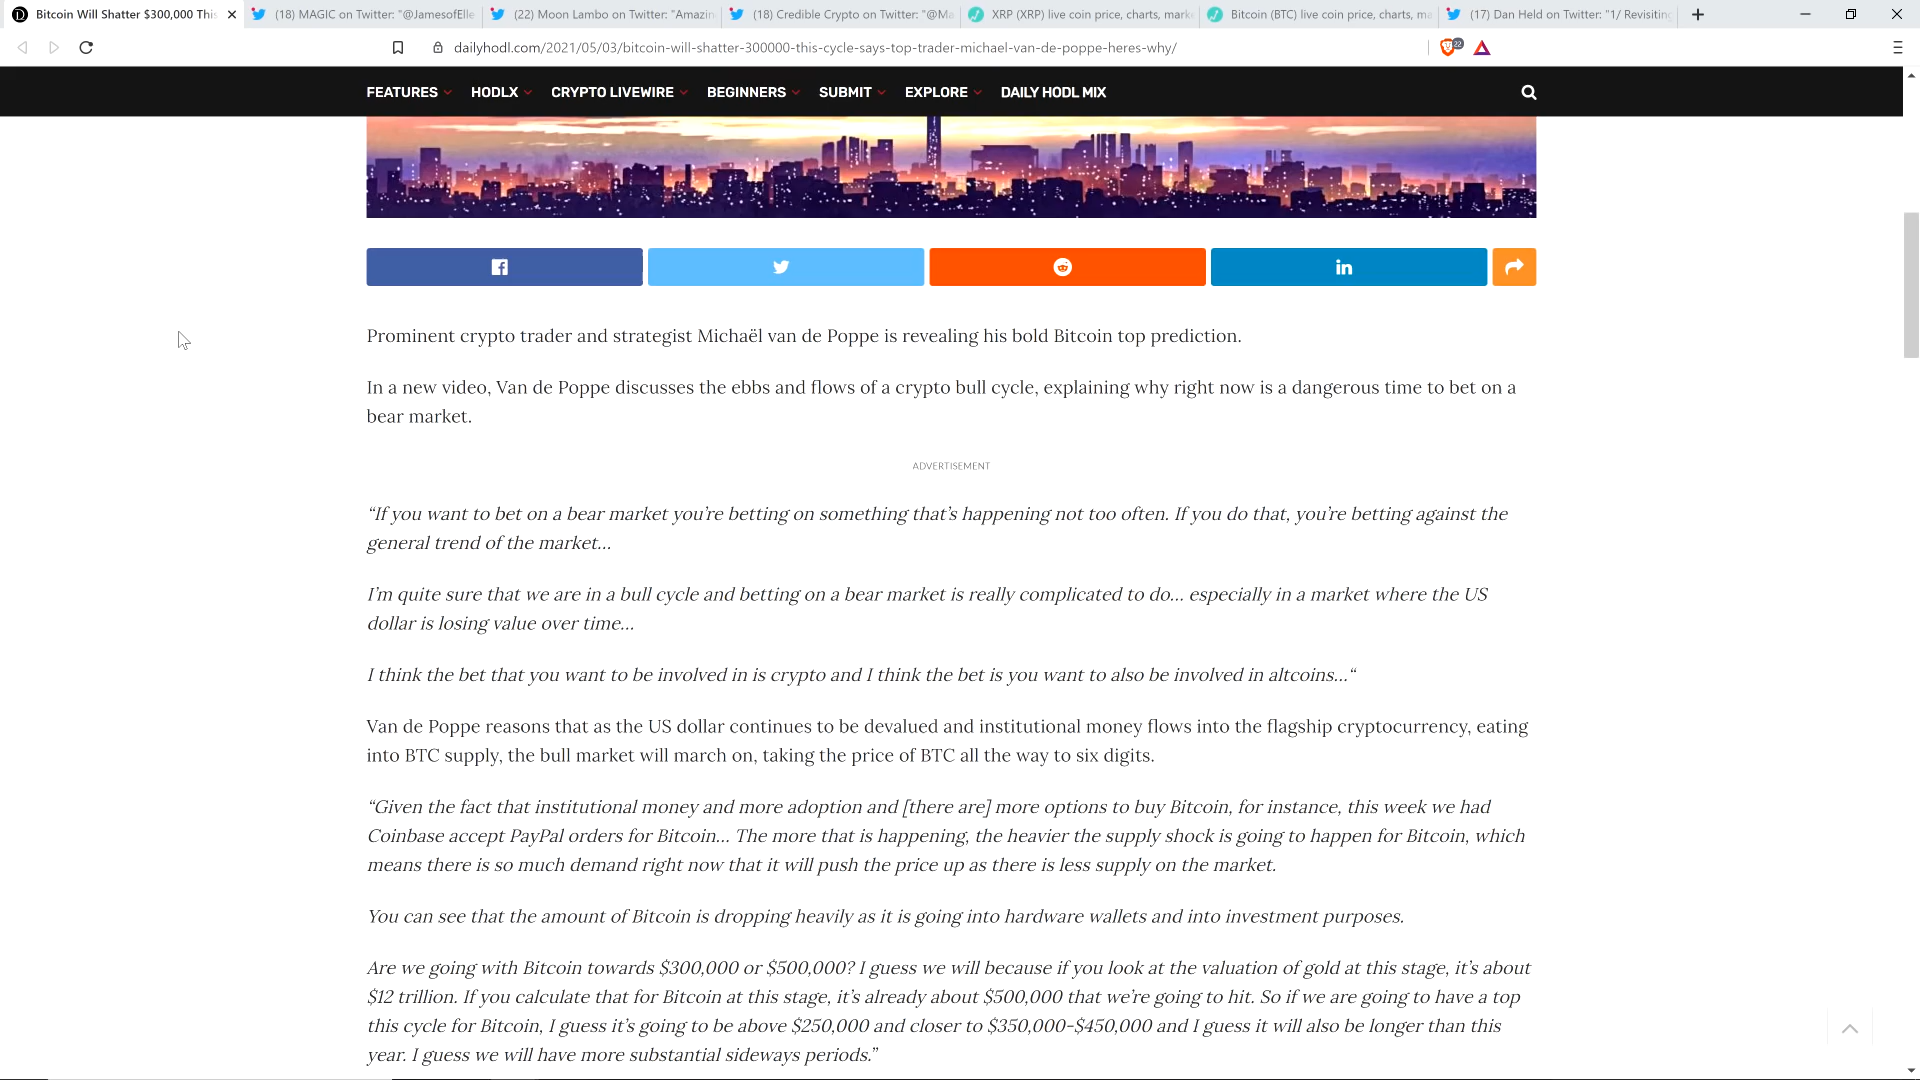 Bitcoin Will Shatter $300,000 This
(18) MAGIC on Twitter: "@JamesofElle
(22) Moon Lambo on Twitter: "Amazin
(18) Credible Crypto on Twitter: "@Ma
XRP (XRP) live coin price, charts, mark
Bitcoin (BTC) live coin price, charts, ma
(17) Dan Held on Twitter: "1/ Revisiting
dailyhodl.com/2021/05/03/bitcoin-will-shatter-300000-this-cycle-says-top-trader-michael-van-de-poppe-heres-why/
22
FEATURES HODLX CRYPTO LIVEWIRE BEGINNERS SUBMIT EXPLORE DAILY HODL MIX
in
Prominent crypto trader and strategist Michaël van de Poppe is revealing his bold Bitcoin top prediction.
In a new video, Van de Poppe discusses the ebbs and flows of a crypto bull cycle, explaining why right now is a dangerous time to bet on a
bear market.
ADVERTISEMENT
“If you want to bet on a bear market you’re betting on something that’s happening not too often. If you do that, you’re betting against the
general trend of the market…
I’m quite sure that we are in a bull cycle and betting on a bear market is really complicated to do… especially in a market where the US
dollar is losing value over time…
I think the bet that you want to be involved in is crypto and I think the bet is you want to also be involved in altcoins…“
Van de Poppe reasons that as the US dollar continues to be devalued and institutional money flows into the flagship cryptocurrency, eating
into BTC supply, the bull market will march on, taking the price of BTC all the way to six digits.
“Given the fact that institutional money and more adoption and [there are] more options to buy Bitcoin, for instance, this week we had
Coinbase accept PayPal orders for Bitcoin… The more that is happening, the heavier the supply shock is going to happen for Bitcoin, which
means there is so much demand right now that it will push the price up as there is less supply on the market.
You can see that the amount of Bitcoin is dropping heavily as it is going into hardware wallets and into investment purposes.
Are we going with Bitcoin towards $300,000 or $500,000? I guess we will because if you look at the valuation of gold at this stage, it’s about
$12 trillion. If you calculate that for Bitcoin at this stage, it’s already about $500,000 that we’re going to hit. So if we are going to have a top
this cycle for Bitcoin, I guess it’s going to be above $250,000 and closer to $350,000-$450,000 and I guess it will also be longer than this
year. I guess we will have more substantial sideways periods.”